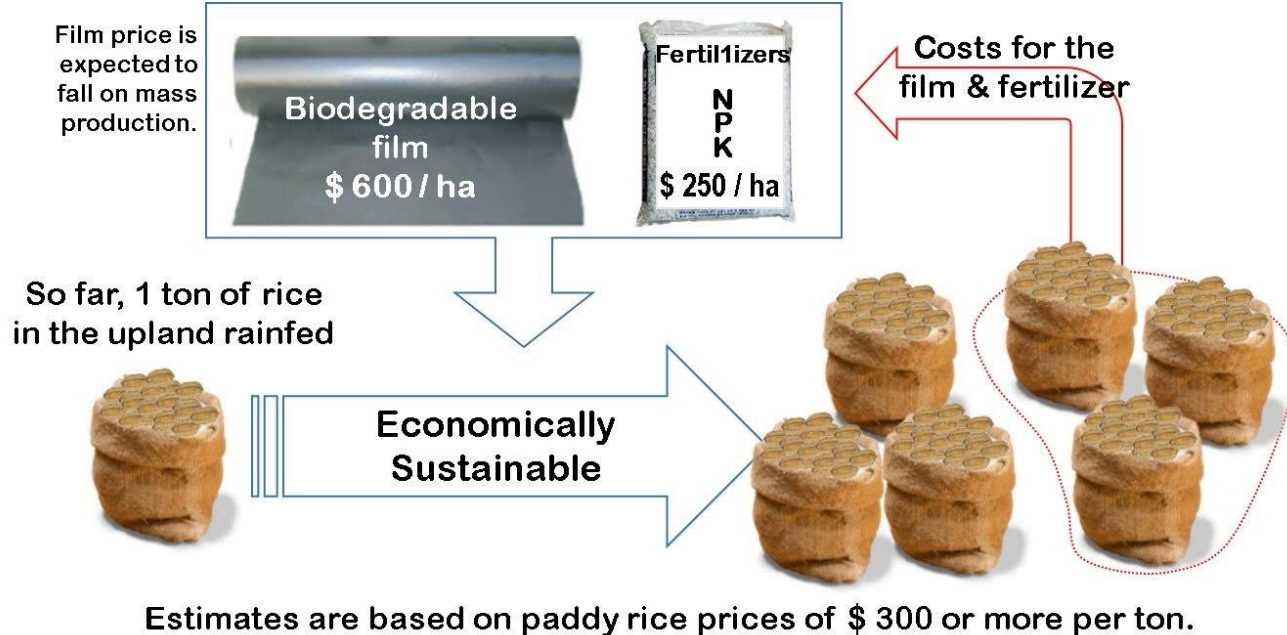 Film price is
expected to
fall on mass
production.
Biodegradable
film
$ 600 / ha
Fertil1izers
N
P
K
$ 250 / ha
Costs for the
film & fertilizer
So far, 1 ton of rice
in the upland rainfed
Economically
Sustainable
Estimates are based on paddy rice prices of $ 300 or more per ton.